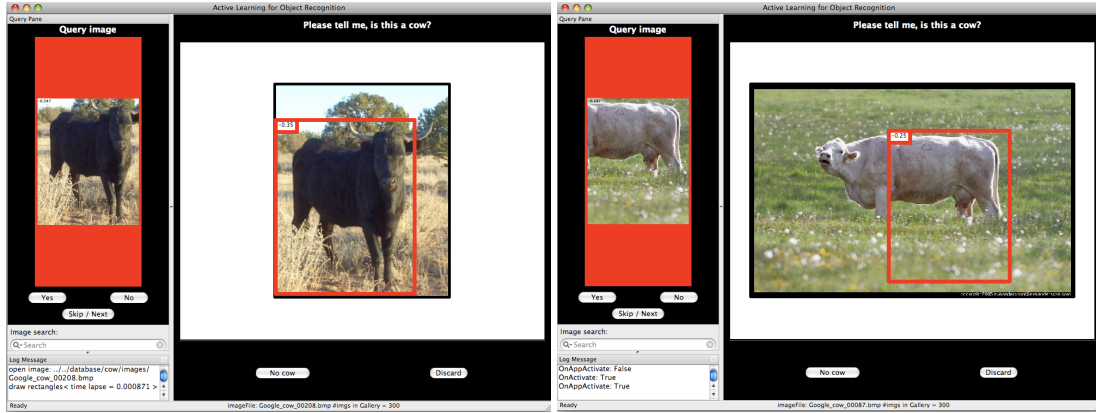 Active Learning for Object Recognition
Query Pane
Query image
Please tell me, is this a cow?
-0.347
-0.35
Yes
No
Skip / Next
Image search:
Search
Log Message
open image: ../../database/cow/images/
Google_cow_00208.bmp
draw rectangles< time lapse = 0.000871 >
No cow
Discard
Ready
imageFile: Google_cow_00208.bmp #imgs in Gallery = 300
Active Learning for Object Recognition
Query Pane
Query image
Please tell me, is this a cow?
-0.25
Yes
No
Skip / Next
Image search:
Search
Log Message
OnAppActivate: False
OnActivate: True
OnAppActivate: True
No cow
Discard
Ready
imageFile: Google_cow_00087.bmp #imgs in Gallery = 300